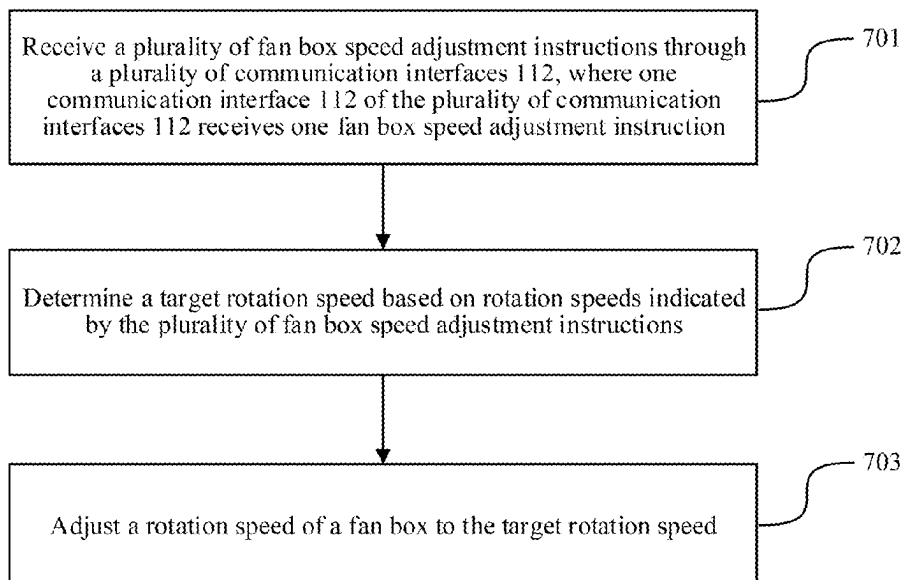 Receive a plurality of fan box speed adjustment instructions through
a plurality of communication interfaces 112, where one
communication interface 112 of the plurality of communication
interfaces 112 receives one fan box speed adjustment instruction
701
Determine a target rotation speed based on rotation speeds indicated
by the plurality of fan box speed adjustment instructions
702
Adjust a rotation speed of a fan box to the target rotation speed
703